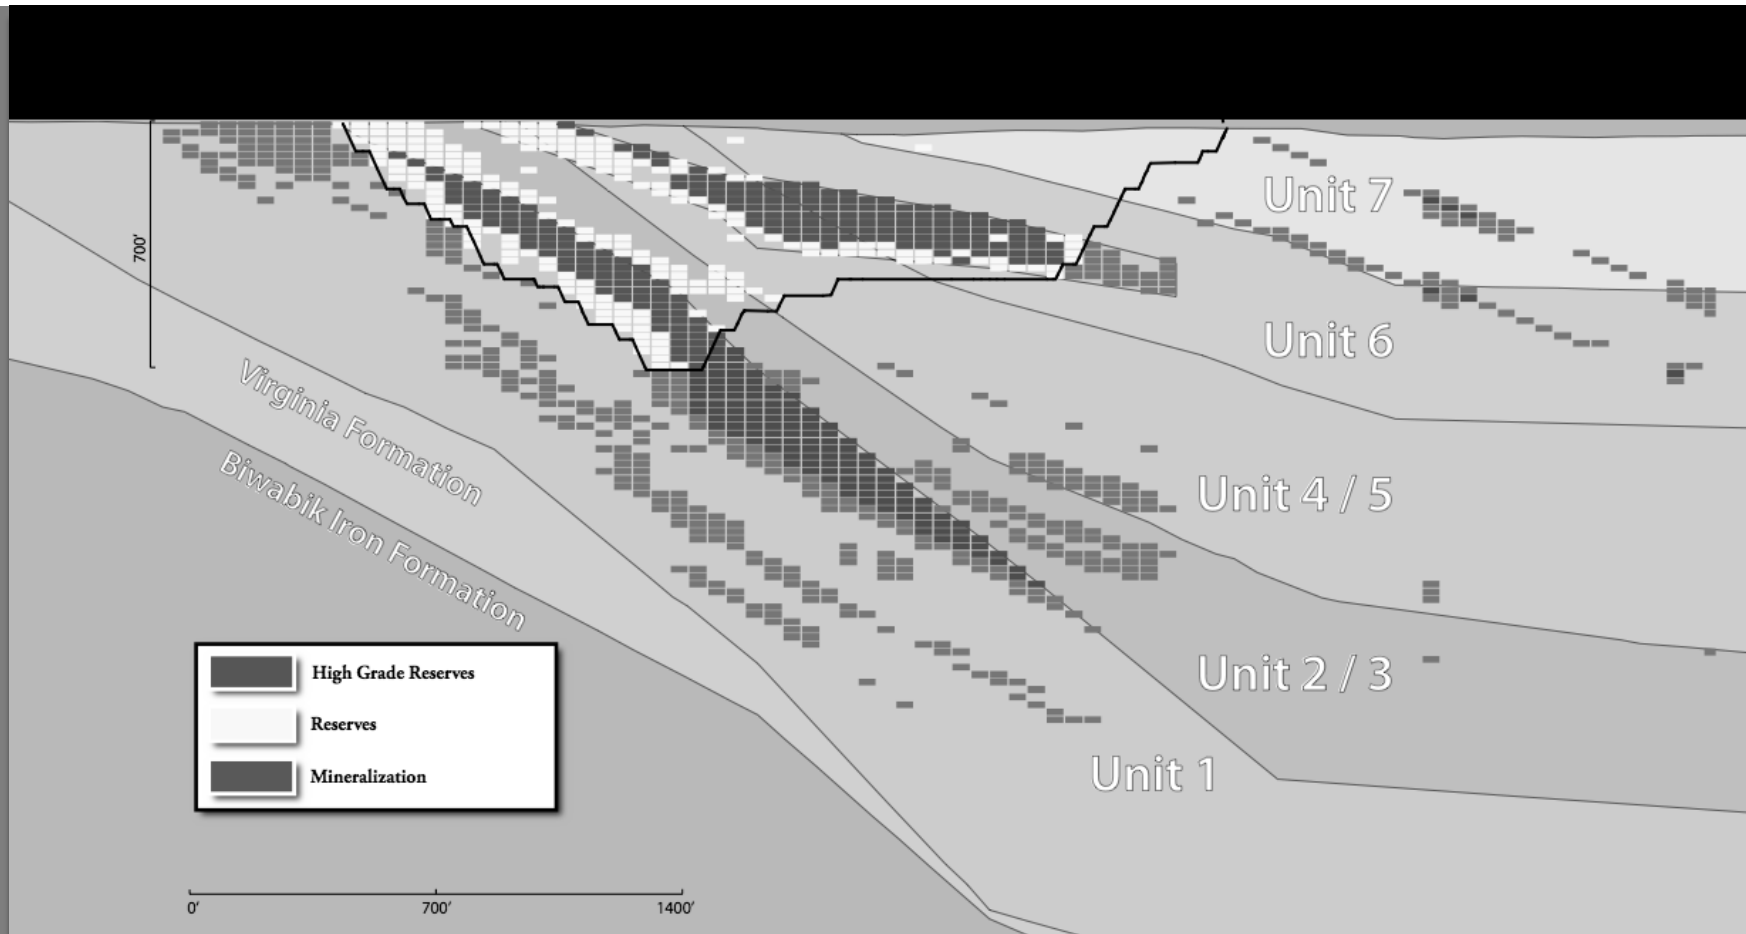 700'
Unit 7
Unit 6
Virginia Formation
Biwabik Iron Formation
Unit 4 / 5
Unit 2 / 3
Unit 1
High Grade Reserves
Reserves
Mineralization
0' 700' 1400'